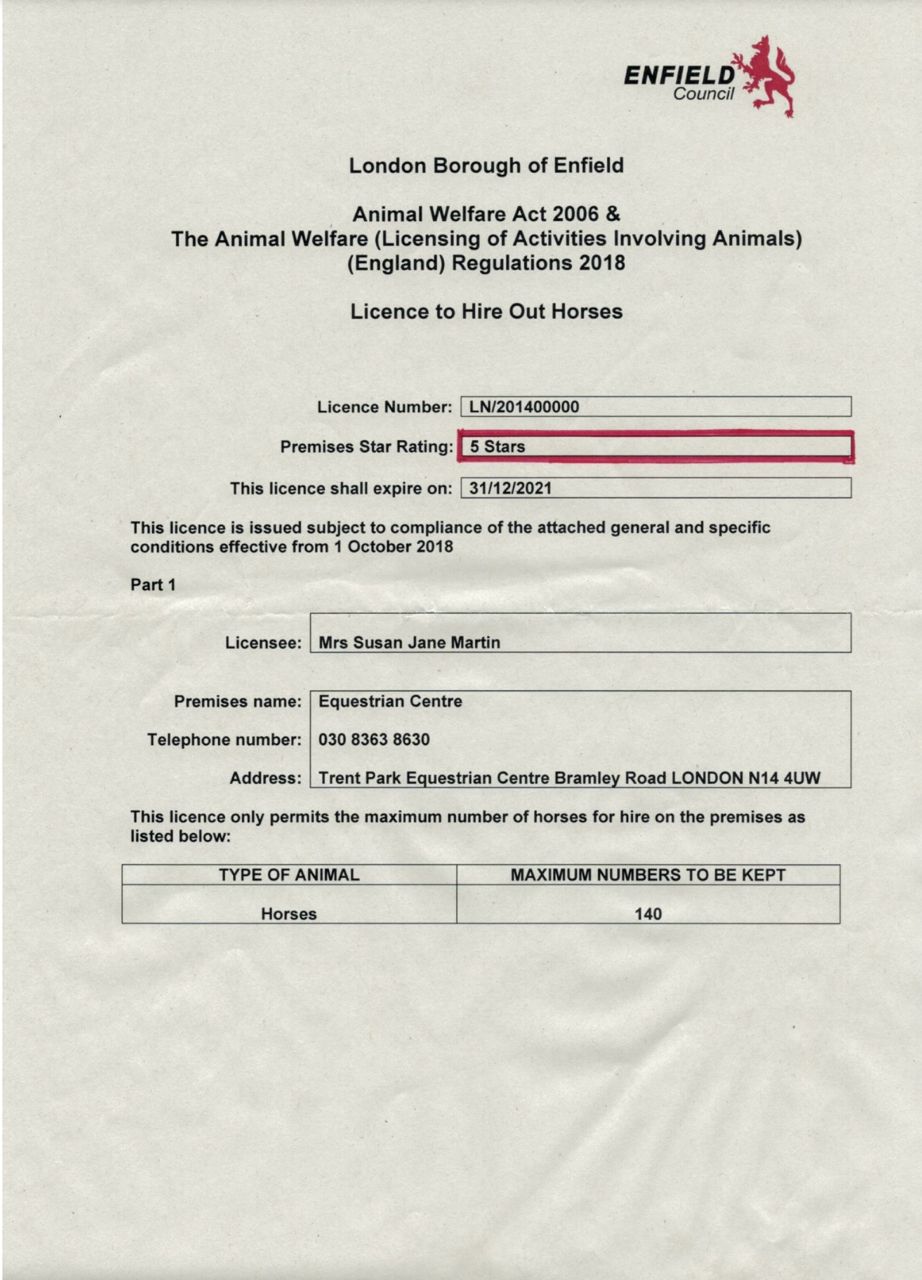 ENFIELD
Council
London Borough of Enfield
Animal Welfare Act 2006 &
The Animal Welfare (Licensing of Activities Involving Animals)
(England) Regulations 2018
Licence to Hire Out Horses
Licence Number: LN/201400000
Premises Star Rating: 5 Stars
This licence shall expire on: 31/12/2021
This licence is issued subject to compliance of the attached general and specific
conditions effective from 1 October 2018
Part 1
Licensee: Mrs Susan Jane Martin
Premises name: Equestrian Centre
Telephone number: 030 8363 8630
Address: Trent Park Equestrian Centre Bramley Road LONDON N14 4UW
This licence only permits the maximum number of horses for hire on the premises as
listed below:
TYPE OF ANIMAL MAXIMUM NUMBERS TO BE KEPT
Horses 140